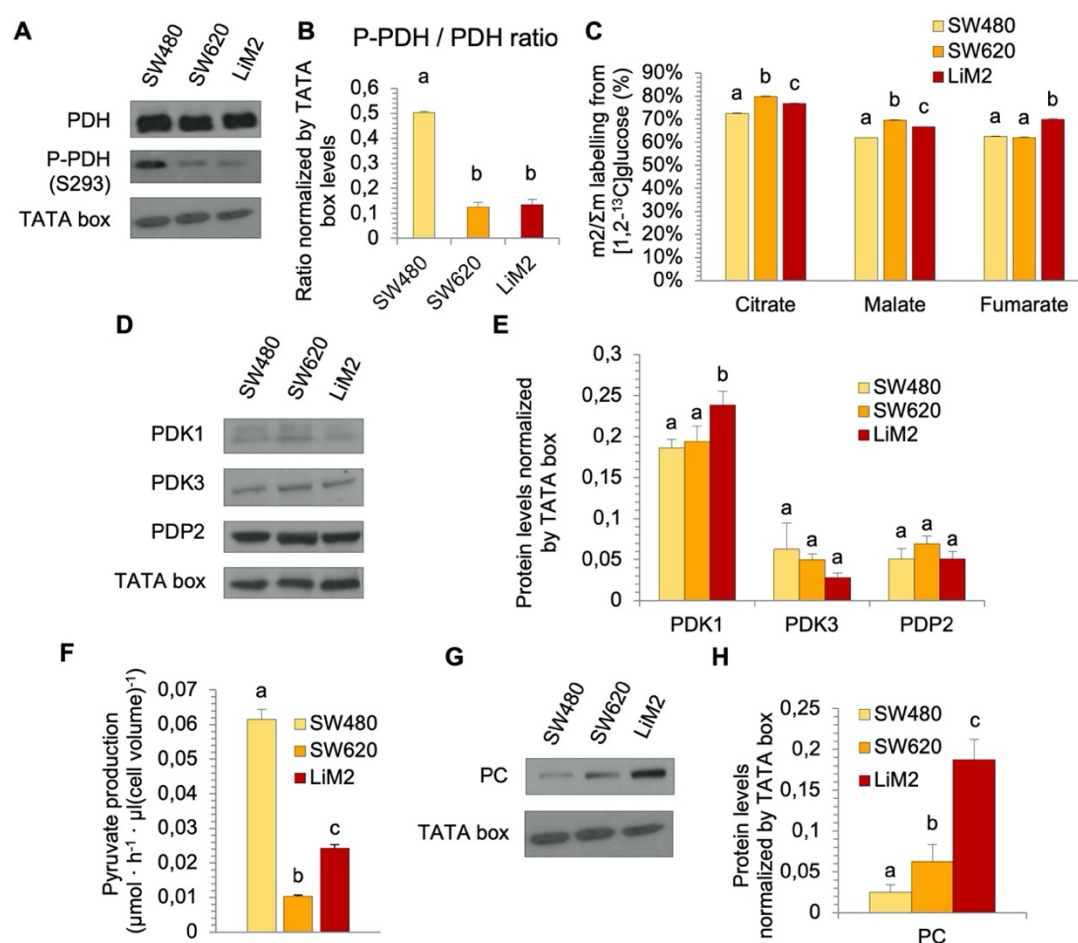 A
SW480
SW620
LiM2
PDH
P-PDH
(S293)
TATA box
B
P-PDH / PDH ratio
Ratio normalized by TATA
box levels
0,6
0,5
0,4
0,3
0,2
0,1
0
a
b
b
SW480
SW620
LiM2
C
SW480
SW620
LiM2
m2/Σm labelling from
[1,2-¹³C]glucose (%)
90%
80%
70%
60%
50%
40%
30%
20%
10%
0%
a
b
c
a
b
c
a
a
b
Citrate
Malate
Fumarate
D
SW480
SW620
LiM2
PDK1
PDK3
PDP2
TATA box
E
Protein levels normalized
by TATA box
0,3
0,25
0,2
0,15
0,1
0,05
0
a
a
b
a
a
a
a
a
a
SW480
SW620
LiM2
PDK1
PDK3
PDP2
F
Pyruvate production
(µmol · h⁻¹ · µl(cell volume)⁻¹)
0,07
0,06
0,05
0,04
0,03
0,02
0,01
0
a
b
c
SW480
SW620
LiM2
G
SW480
SW620
LiM2
PC
TATA box
H
Protein levels
normalized by TATA box
0,25
0,2
0,15
0,1
0,05
0
SW480
SW620
LiM2
a
b
c
PC